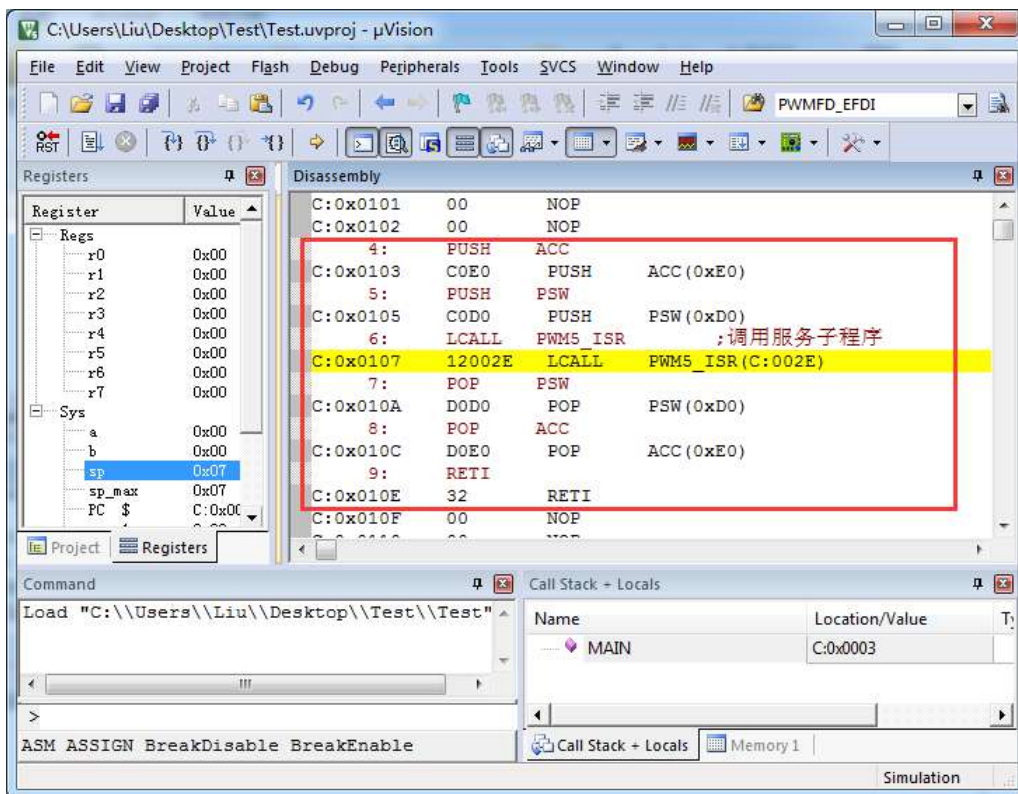 C:\Users\Liu\Desktop\Test\Test.uvproj - µVision
File Edit View Project Flash Debug Peripherals Tools SVCS Window Help
PWMFD_EFDI
RST
Registers
Register Value
Regs
r0 0x00
r1 0x00
r2 0x00
r3 0x00
r4 0x00
r5 0x00
r6 0x00
r7 0x00
Sys
a 0x00
b 0x00
sp 0x07
sp_max 0x07
PC $ C:0x00
Project Registers
Disassembly
C:0x0101 00 NOP
C:0x0102 00 NOP
4: PUSH ACC
C:0x0103 C0E0 PUSH ACC(0xE0)
5: PUSH PSW
C:0x0105 C0D0 PUSH PSW(0xD0)
6: LCALL PWM5_ISR ;调用服务子程序
C:0x0107 12002E LCALL PWM5_ISR(C:002E)
7: POP PSW
C:0x010A D0D0 POP PSW(0xD0)
8: POP ACC
C:0x010C D0E0 POP ACC(0xE0)
9: RETI
C:0x010E 32 RETI
C:0x010F 00 NOP
Command
Load "C:\\Users\\Liu\\Desktop\\Test\\Test"
>
ASM ASSIGN BreakDisable BreakEnable
Call Stack + Locals
Name Location/Value Ty
MAIN C:0x0003
Call Stack + Locals Memory 1
Simulation